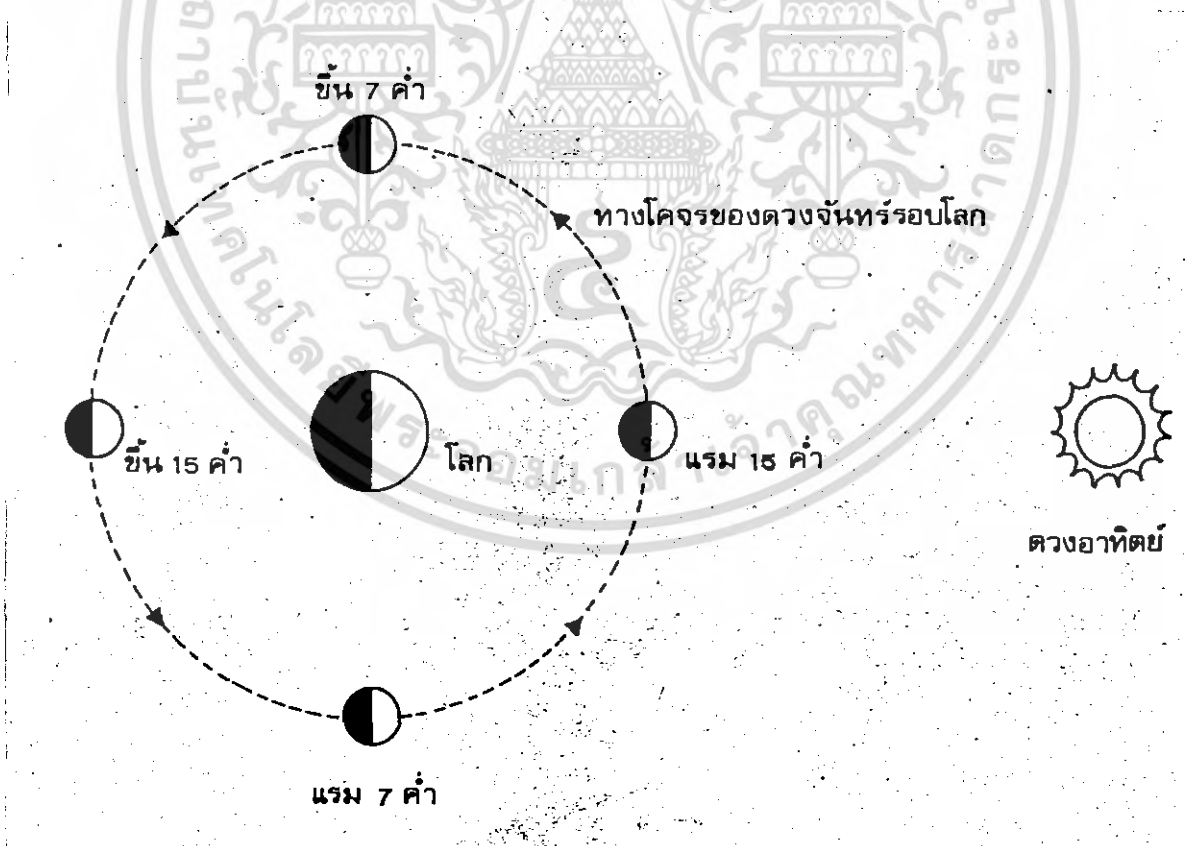 ขึ้น 7 ค่ำ
ทางโคจรของดวงจันทร์รอบโลก
ขึ้น 15 ค่ำ
โลก
แรม 15 ค่ำ
ดวงอาทิตย์
แรม 7 ค่ำ